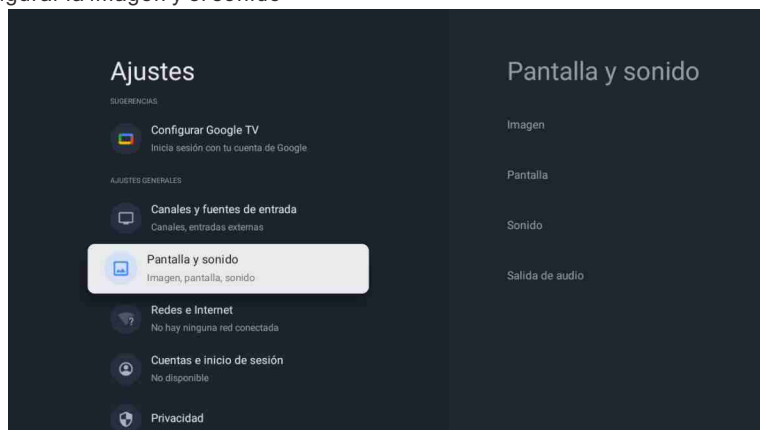 Ajustes
SUGERENCIAS
Configurar Google TV
Inicia sesión con tu cuenta de Google
AJUSTES GENERALES
Canales y fuentes de entrada
Canales, entradas externas
Pantalla y sonido
Imagen, pantalla, sonido
Redes e Internet
No hay ninguna red conectada
Cuentas e inicio de sesión
No disponible
Privacidad
Pantalla y sonido
Imagen
Pantalla
Sonido
Salida de audio